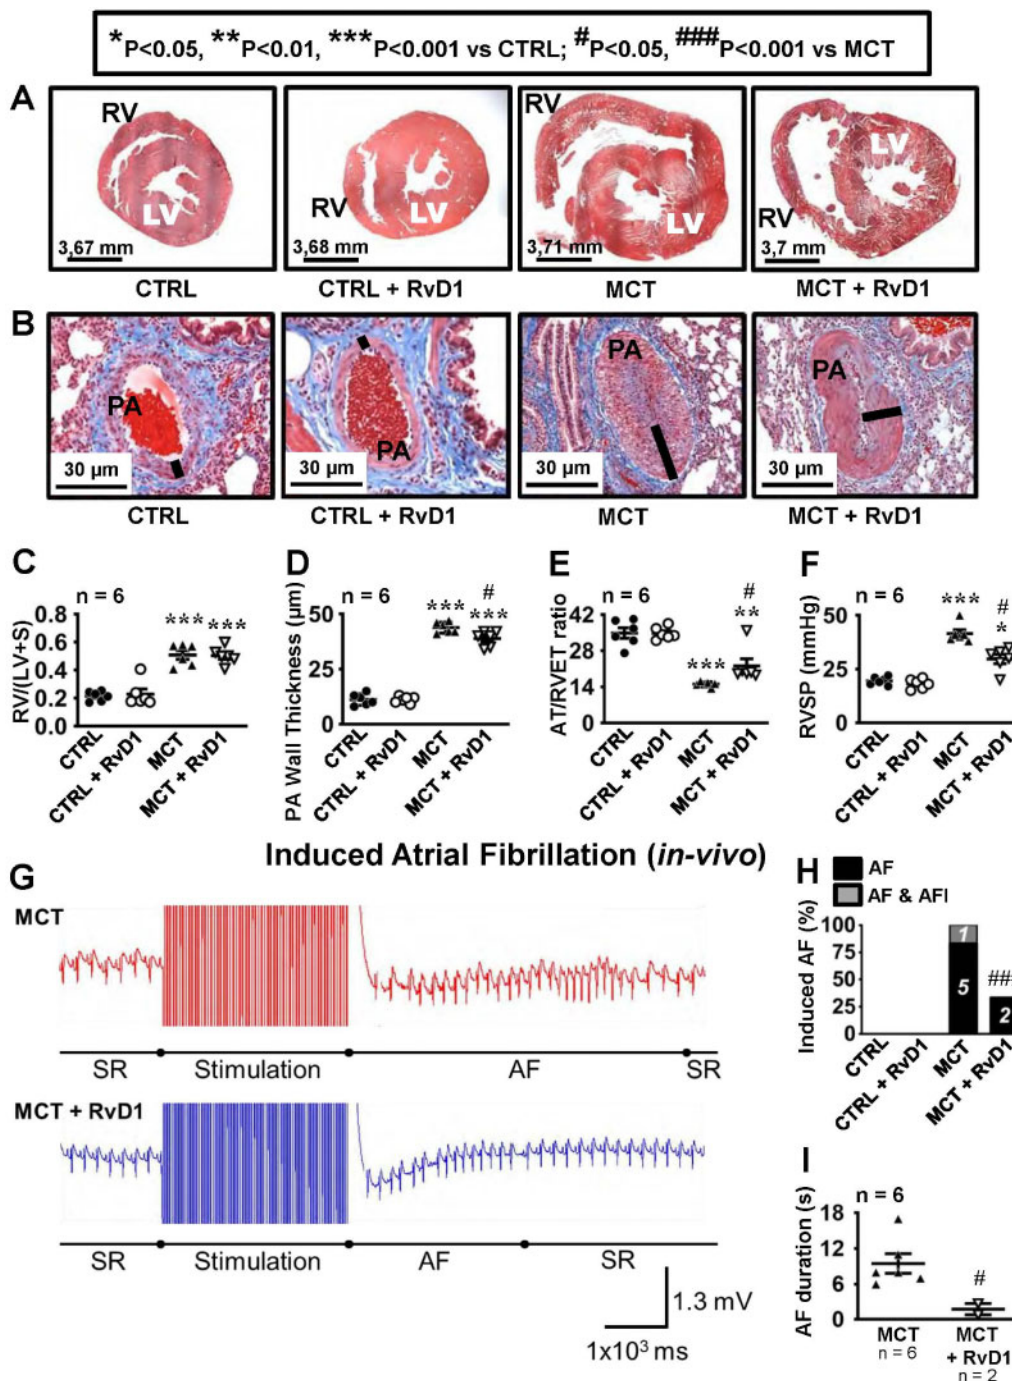 *P<0.05, **P<0.01, ***P<0.001 vs CTRL; #P<0.05, ###P<0.001 vs MCT
A
RV
LV
3,67 mm
CTRL
RV
LV
3,68 mm
CTRL + RvD1
RV
LV
3,71 mm
MCT
LV
RV
3,7 mm
MCT + RvD1
B
PA
30 µm
CTRL
PA
30 µm
CTRL + RvD1
PA
30 µm
MCT
PA
30 µm
MCT + RvD1
C
n = 6
RV/(LV+S)
0.8
0.6
0.4
0.2
0.0
***
***
CTRL
CTRL + RvD1
MCT
MCT + RvD1
D
n = 6
PA Wall Thickness (µm)
50
25
0
***
#
***
CTRL
CTRL + RvD1
MCT
MCT + RvD1
E
n = 6
AT/RVET ratio
42
28
14
0
***
#
**
CTRL
CTRL + RvD1
MCT
MCT + RvD1
F
n = 6
RVSP (mmHg)
50
25
0
***
#
*
CTRL
CTRL + RvD1
MCT
MCT + RvD1
Induced Atrial Fibrillation (in-vivo)
G
MCT
SR
Stimulation
AF
SR
MCT + RvD1
SR
Stimulation
AF
SR
1.3 mV
1x10³ ms
H
AF
AF & AFl
Induced AF (%)
100
75
50
25
0
1
5
2
###
CTRL
CTRL + RvD1
MCT
MCT + RvD1
I
n = 6
AF duration (s)
18
12
6
0
#
MCT
n = 6
MCT
+ RvD1
n = 2